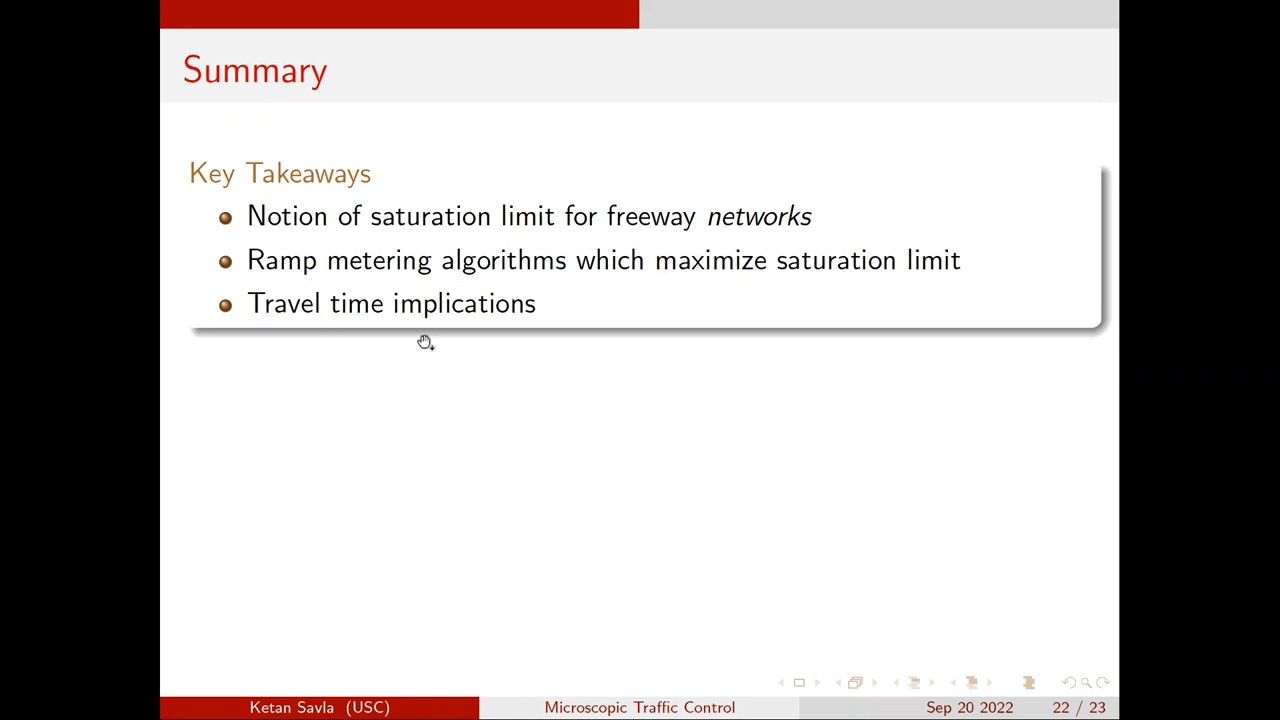 Summary
Key Takeaways
Notion of saturation limit for freeway networks
Ramp metering algorithms which maximize saturation limit
Travel time implications
Ketan Savla (USC) Microscopic Traffic Control Sep 20 2022 22 / 23